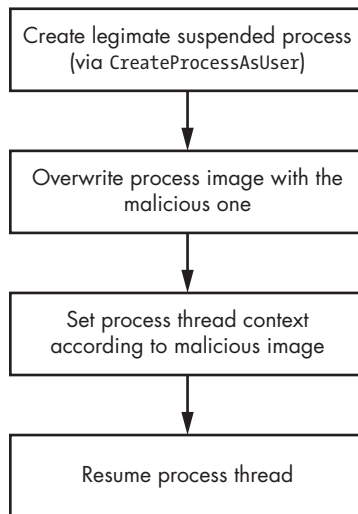 Create legimate suspended process
(via CreateProcessAsUser)
Overwrite process image with the
malicious one
Set process thread context
according to malicious image
Resume process thread